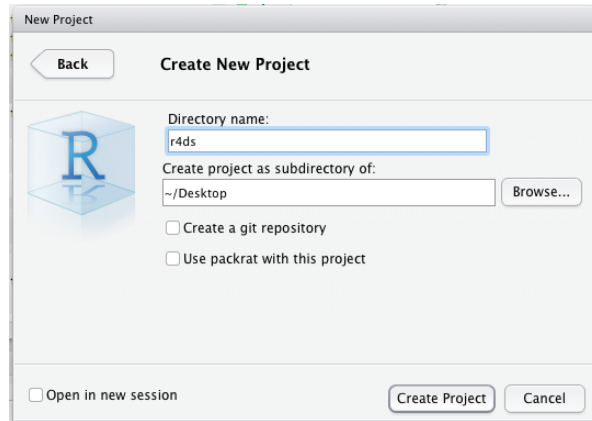 New Project
Back
Create New Project
R
Directory name:
r4ds
Create project as subdirectory of:
~/Desktop
Browse...
Create a git repository
Use packrat with this project
Open in new session
Create Project
Cancel